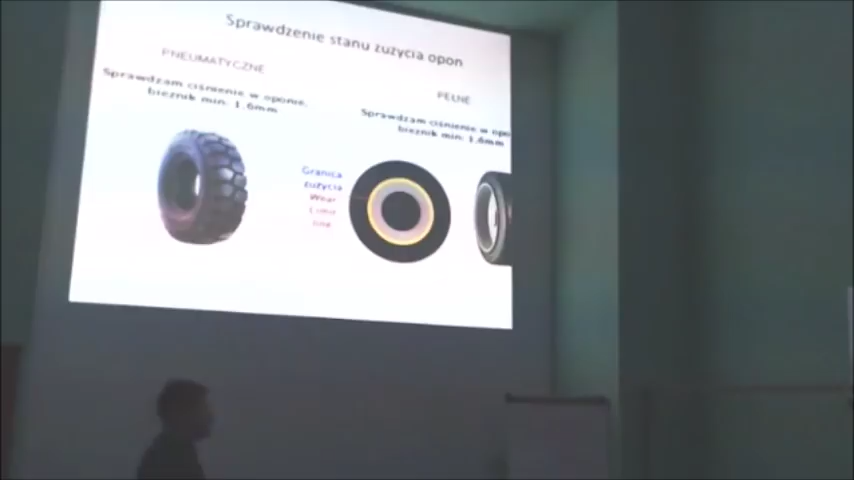 Sprawdzenie stanu zużycia opon
PNEUMATYCZNE
Sprawdzam ciśnienie w oponie,
bieżnik min. 1.6mm
PEŁNE
Sprawdzam ciśnienie w opo
bieżnik min. 1.6mm
Granica
zużycia
Wear
Limit
line